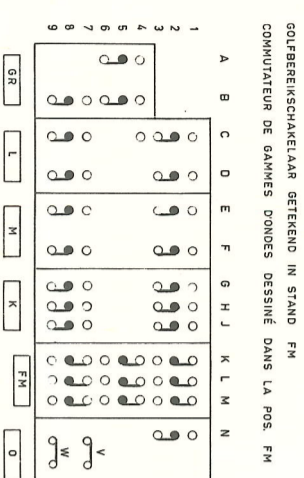 GOLFBEREIKSCHAKELAAR GETEKEND IN STAND FM
COMMUTATEUR DE GAMMES D'ONDES DESSINÉ DANS LA POS. FM
A B C D E F G H J K L M N
1
2
3
4
5
6
7
8
9
V
W
GR L M K FM O